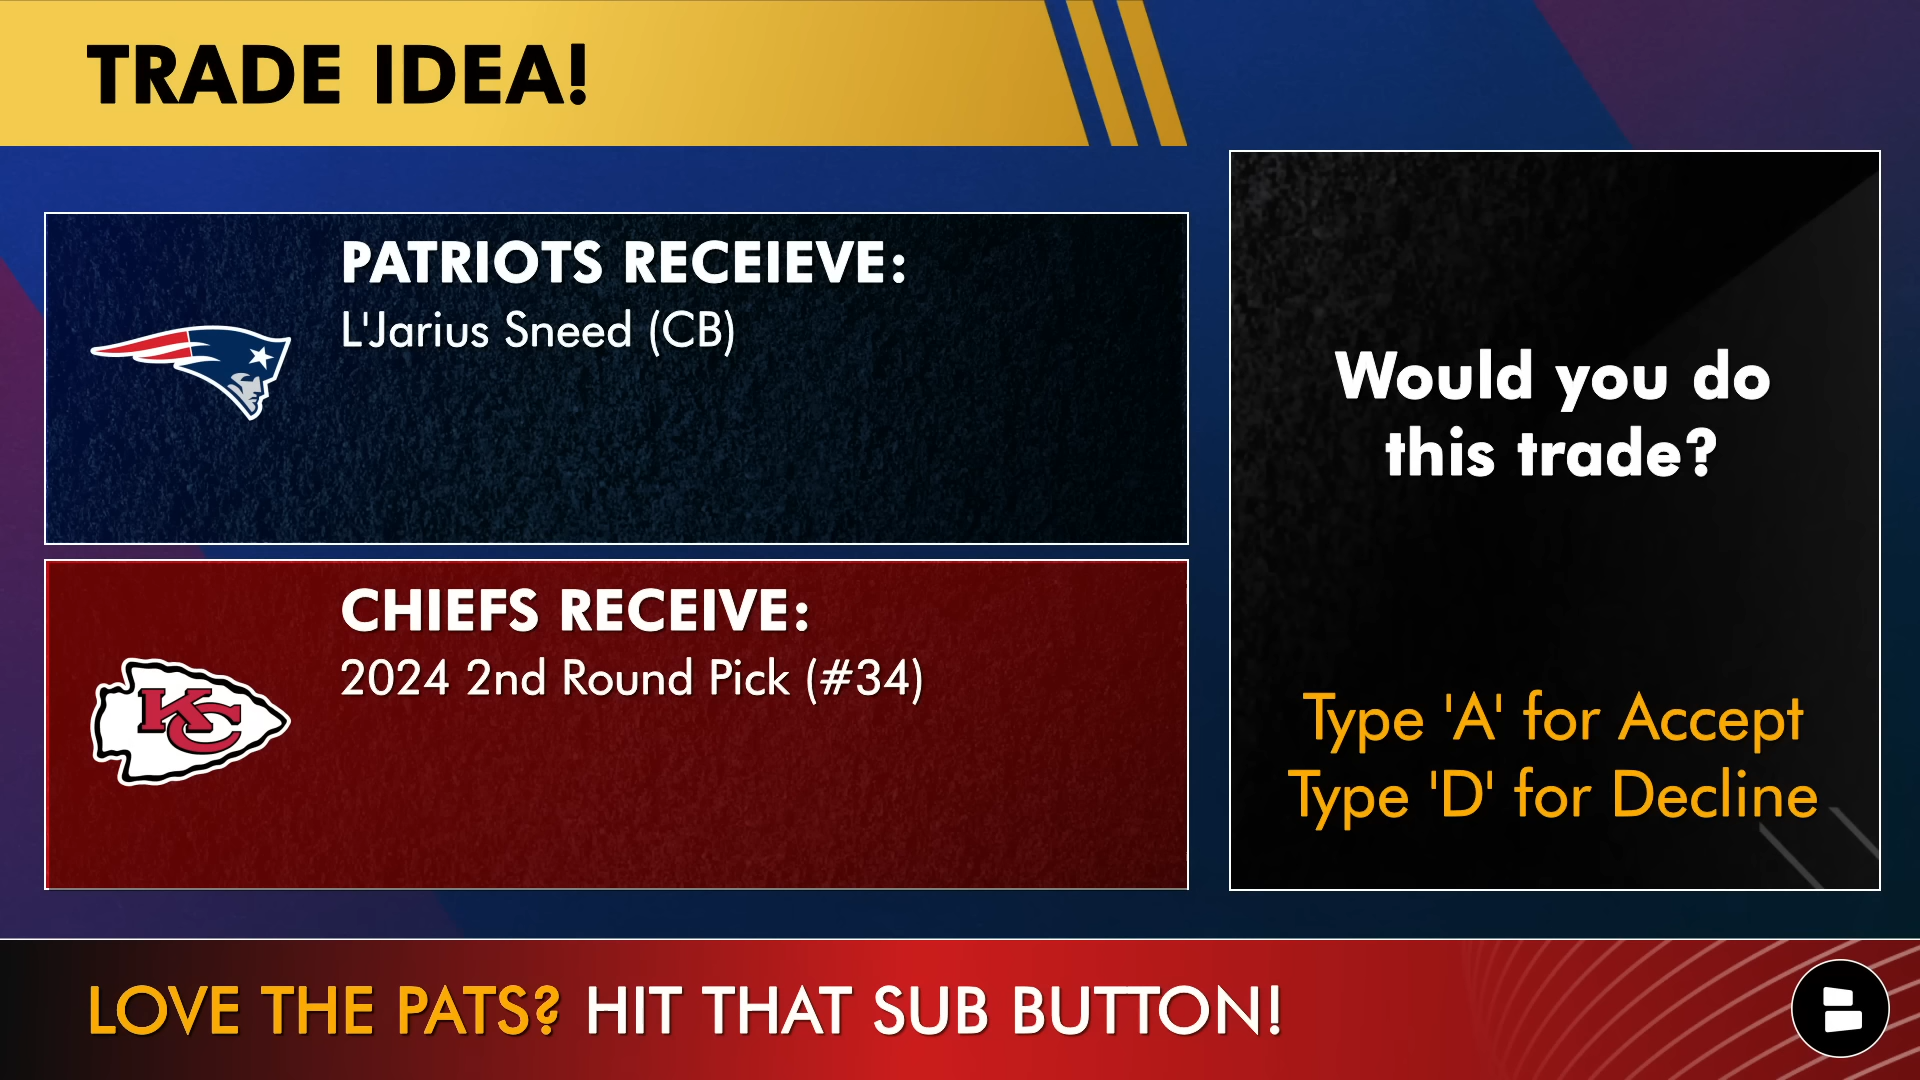 TRADE IDEA!
PATRIOTS RECEIEVE:
L'Jarius Sneed (CB)
CHIEFS RECEIVE:
KC
2024 2nd Round Pick (#34)
Would you do
this trade?
Type 'A' for Accept
Type 'D' for Decline
LOVE THE PATS? HIT THAT SUB BUTTON!